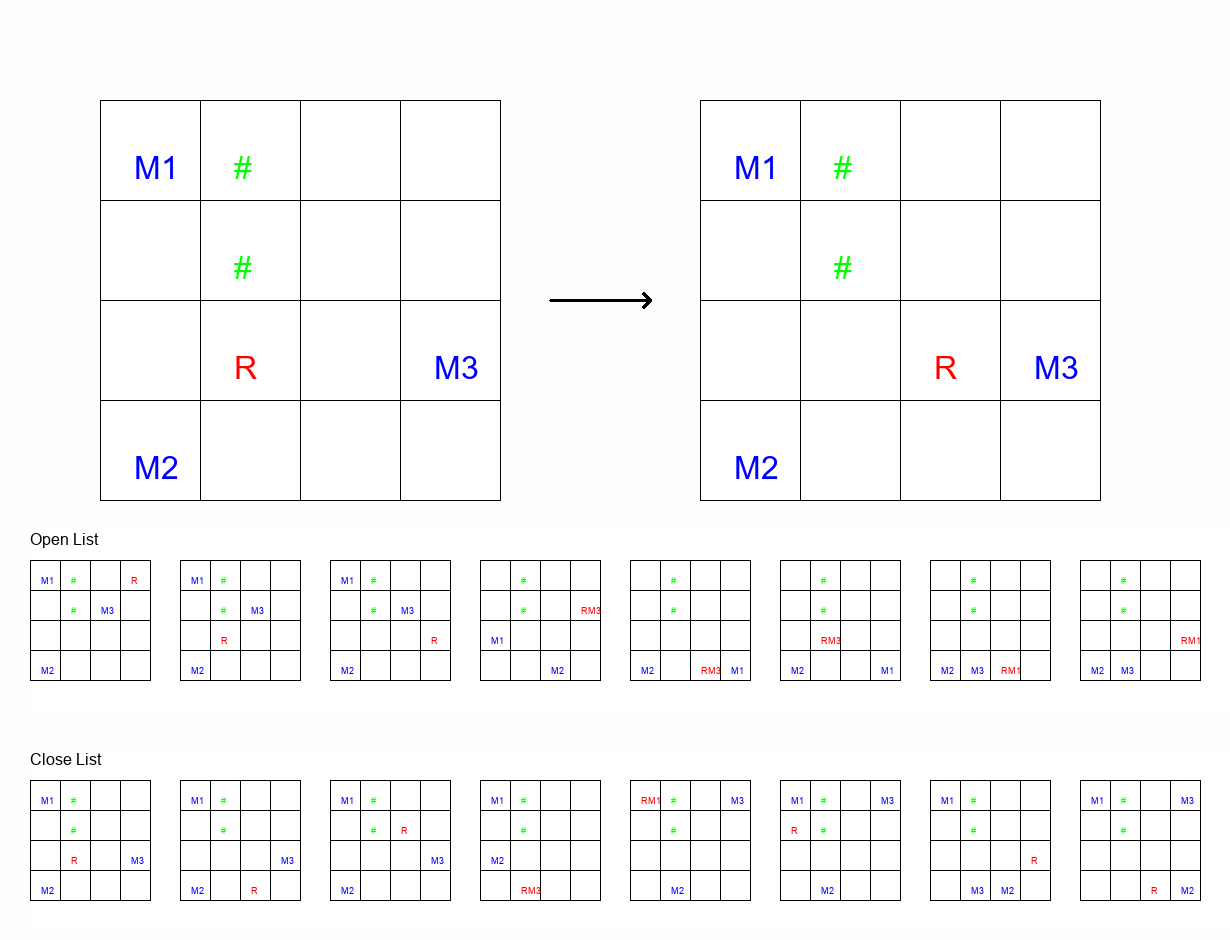 M1 # M1 #
# #
R M3 R M3
M2 M2
Open List
M1 # R M1 # M1 # # # # # #
# M3 # M3 # M3 # RM3 # # # #
R R M1 RM3 RM1
M2 M2 M2 M2 M2 RM3 M1 M2 M1 M2 M3 RM1 M2 M3
Close List
M1 # M1 # M1 # M1 # RM1 # M3 M1 # M3 M1 # M1 # M3
# # # R # # R # # #
R M3 M3 M3 M2 R
M2 M2 R M2 RM3 M2 M2 M3 M2 R M2